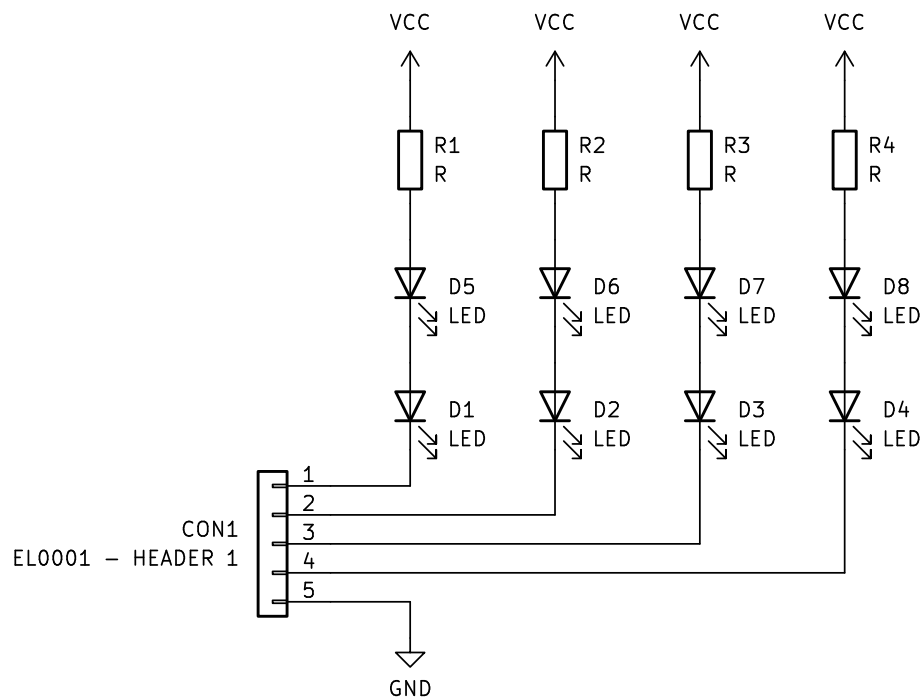 VCC VCC VCC VCC
R1 R2 R3 R4
R R R R
D5 D6 D7 D8
LED LED LED LED
D1 D2 D3 D4
LED LED LED LED
1
2
CON1 3
EL0001 – HEADER 1 4
5
GND